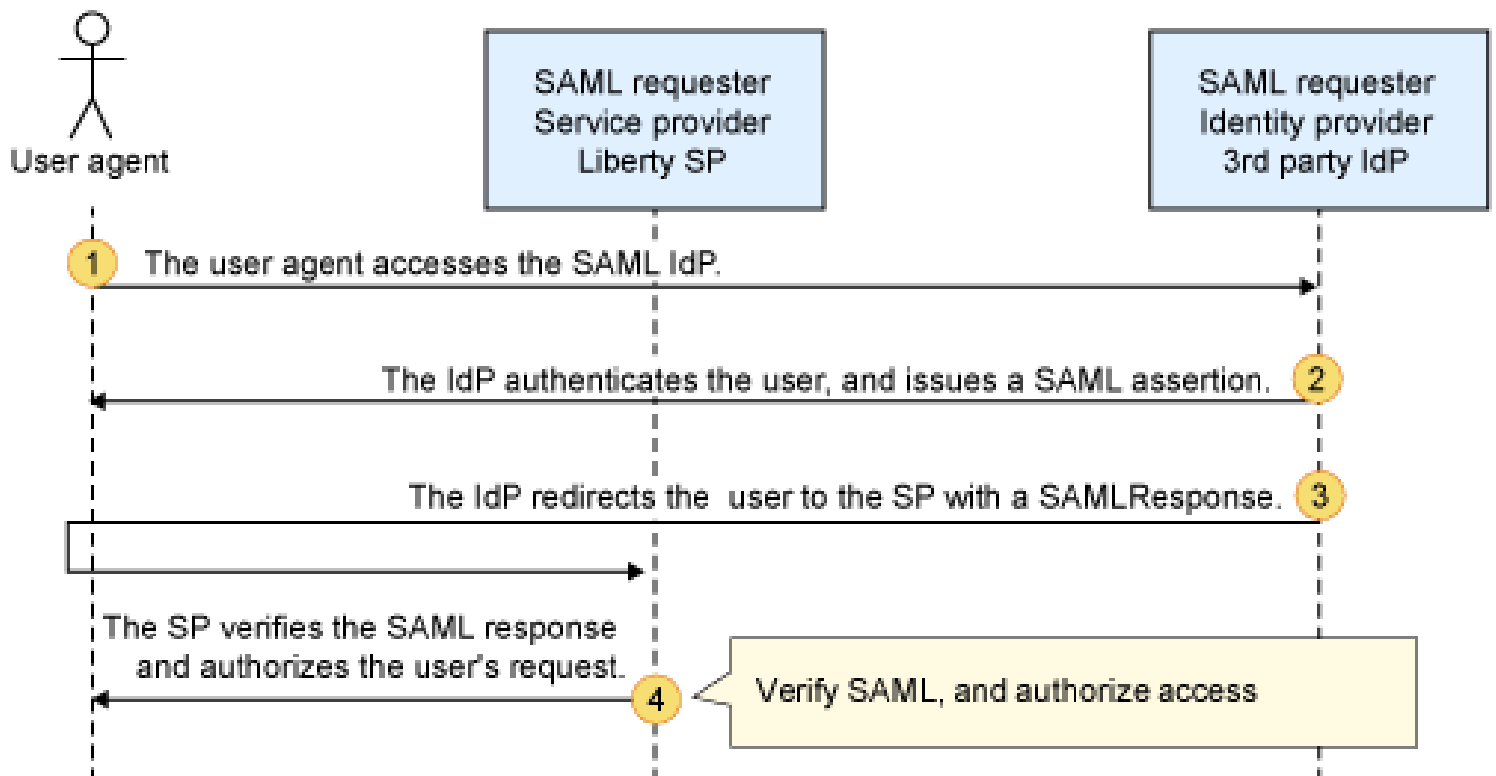 User agent
SAML requester
Service provider
Liberty SP
SAML requester
Identity provider
3rd party IdP
1 The user agent accesses the SAML IdP.
The IdP authenticates the user, and issues a SAML assertion. 2
The IdP redirects the user to the SP with a SAMLResponse. 3
The SP verifies the SAML response
and authorizes the user's request.
4
Verify SAML, and authorize access